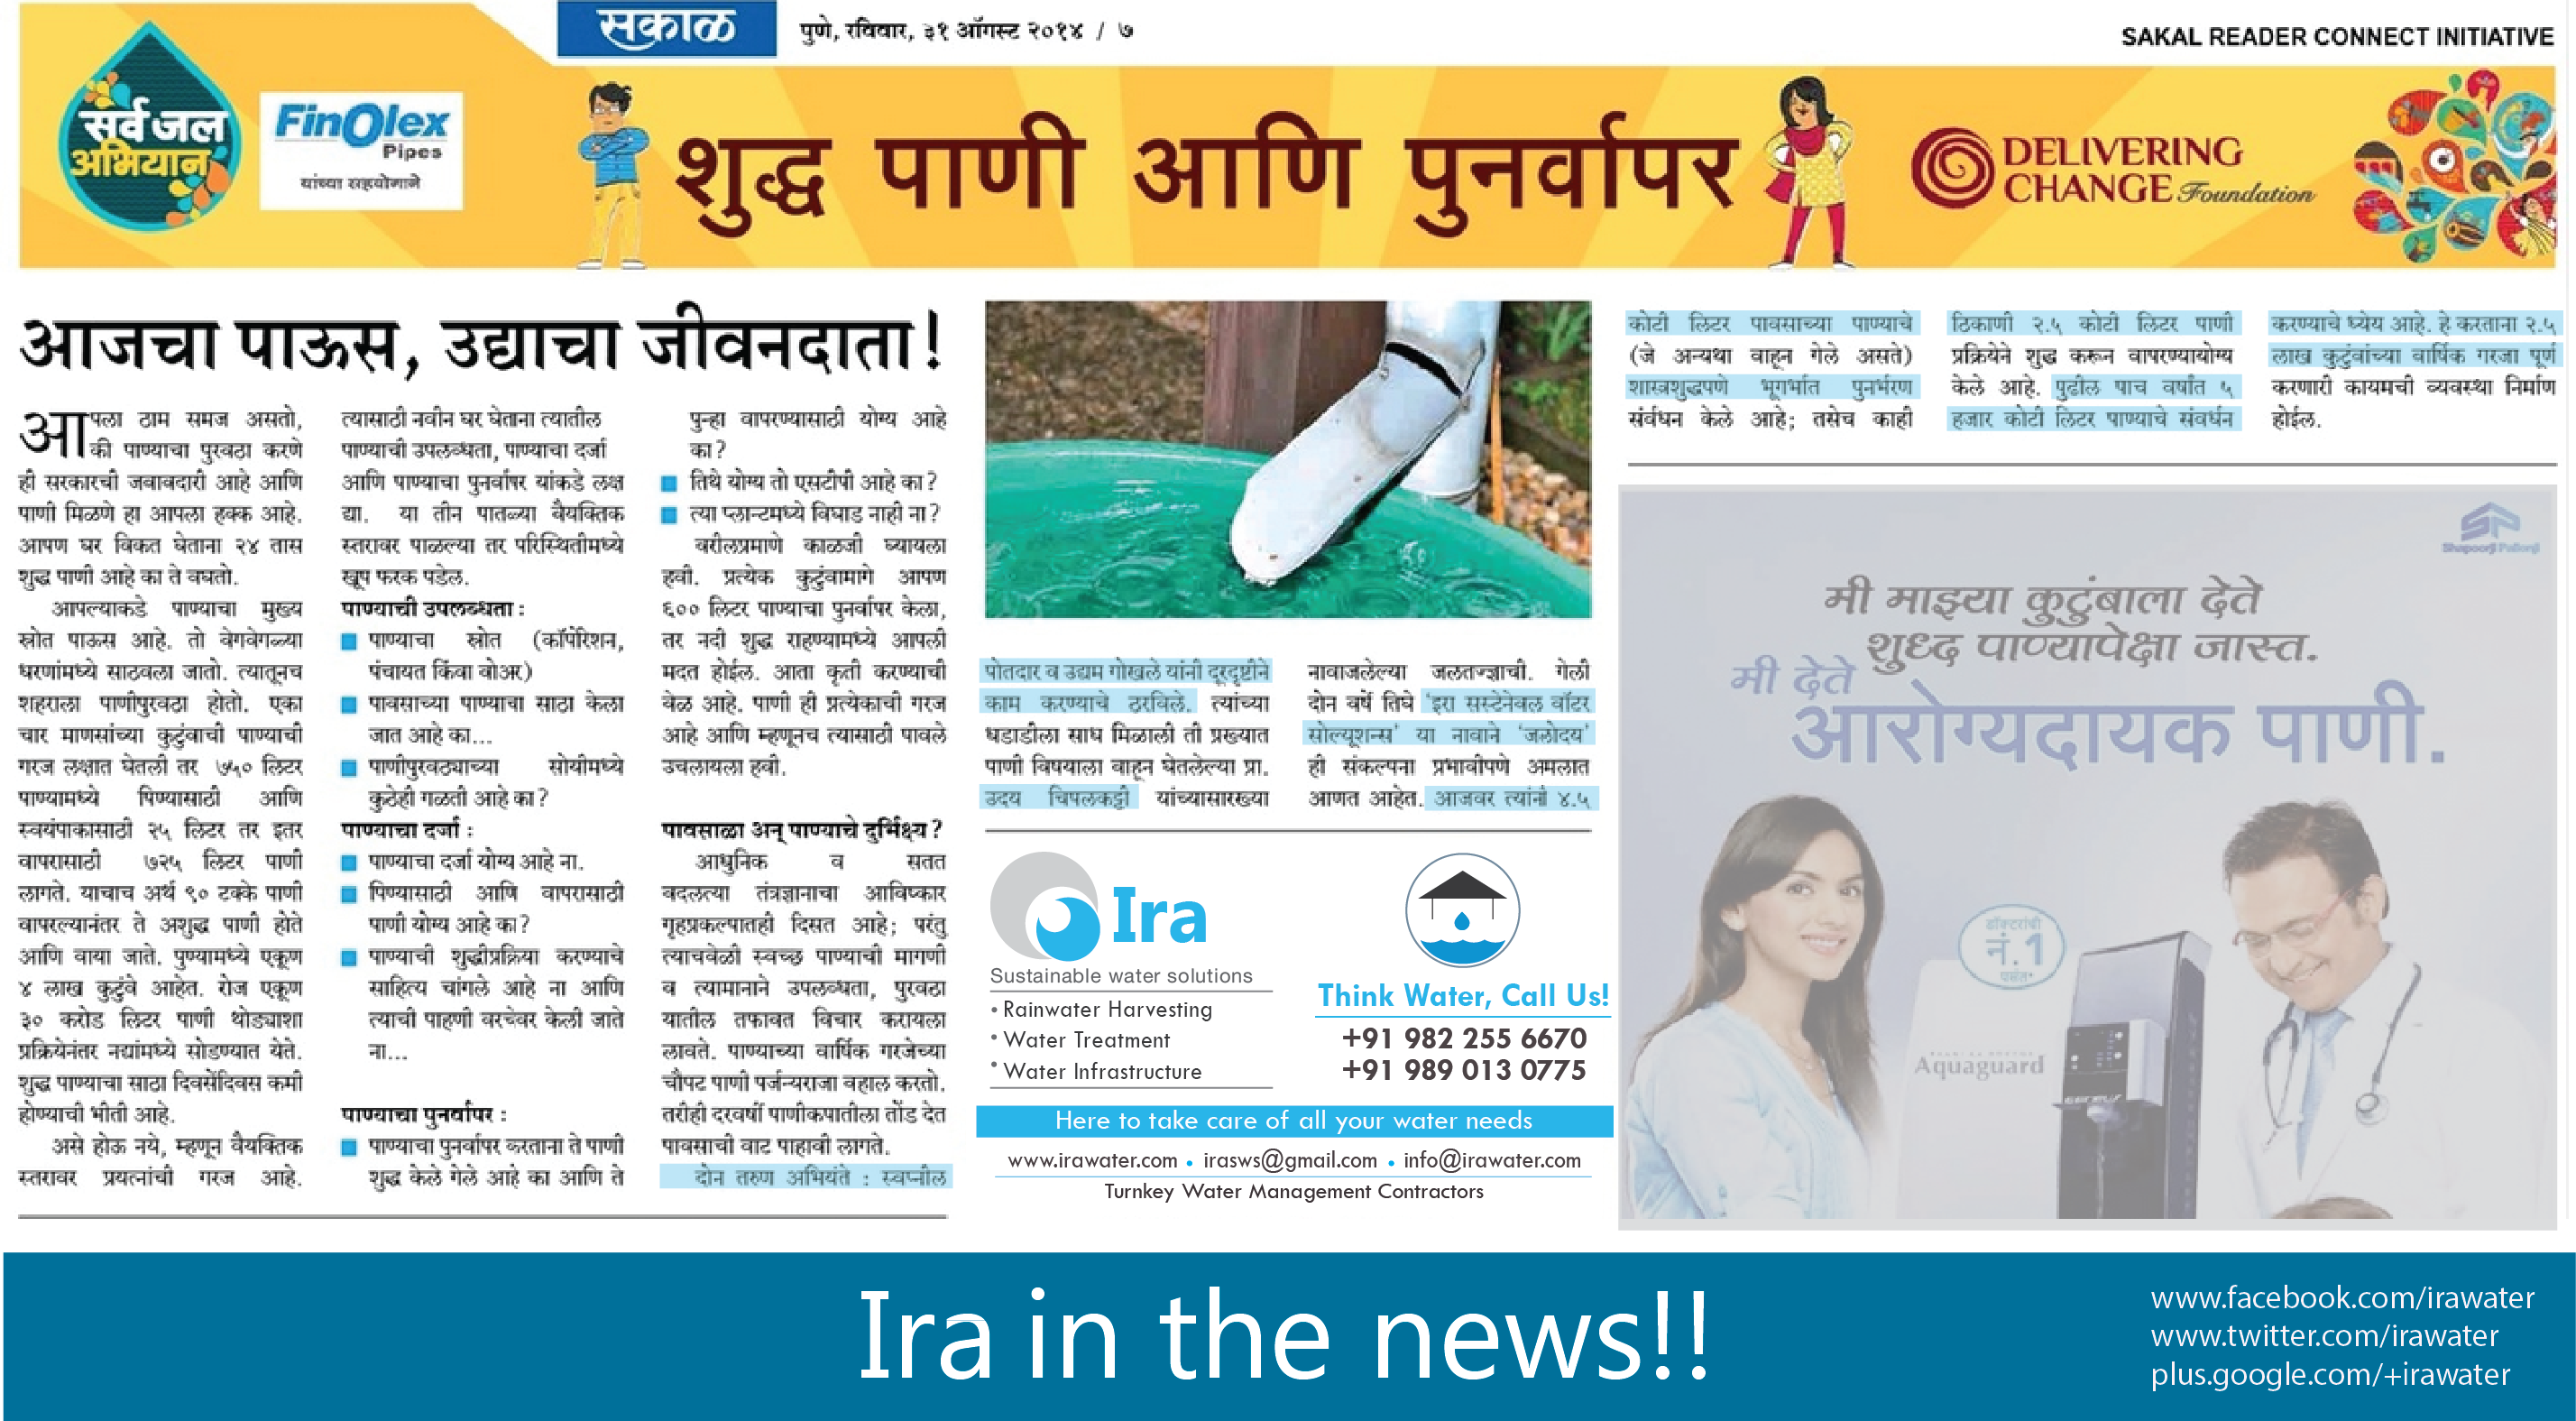 सकाळ
पुणे, रविवार, ३१ ऑगस्ट २०१४ / ७
SAKAL READER CONNECT INITIATIVE
सर्व जल
अभियान
FinOlex
Pipes
यांच्या सहयोगाने
शुद्ध पाणी आणि पुनर्वापर
DELIVERING
CHANGE Foundation
आजचा पाऊस, उद्याचा जीवनदाता!
आपला ठाम समज असतो,
की पाण्याचा पुरवठा करणे
ही सरकारची जबाबदारी आहे आणि
पाणी मिळणे हा आपला हक्क आहे.
आपण घर विकत घेताना २४ तास
शुद्ध पाणी आहे का ते बघतो.
आपल्याकडे पाण्याचा मुख्य
स्रोत पाऊस आहे. तो वेगवेगळ्या
धरणांमध्ये साठवला जातो. त्यातूनच
शहराला पाणीपुरवठा होतो. एका
चार माणसांच्या कुटुंबाची पाण्याची
गरज लक्षात घेतली तर ७५० लिटर
पाण्यामध्ये पिण्यासाठी आणि
स्वयंपाकासाठी २५ लिटर तर इतर
वापरासाठी ७२५ लिटर पाणी
लागते. याचाच अर्थ ९० टक्के पाणी
वापरल्यानंतर ते अशुद्ध पाणी होते
आणि वाया जाते. पुण्यामध्ये एकूण
४ लाख कुटुंबे आहेत. रोज एकूण
३० करोड लिटर पाणी थोड्याशा
प्रक्रियेनंतर नद्यांमध्ये सोडण्यात येते.
शुद्ध पाण्याचा साठा दिवसेंदिवस कमी
होण्याची भीती आहे.
असे होऊ नये, म्हणून वैयक्तिक
स्तरावर प्रयत्नांची गरज आहे.
त्यासाठी नवीन घर घेताना त्यातील
पाण्याची उपलब्धता, पाण्याचा दर्जा
आणि पाण्याचा पुनर्वापर यांकडे लक्ष
द्या. या तीन पातळ्या वैयक्तिक
स्तरावर पाळल्या तर परिस्थितीमध्ये
खूप फरक पडेल.
पाण्याची उपलब्धता :
पाण्याचा स्रोत (कॉर्पोरेशन,
पंचायत किंवा बोअर)
पावसाच्या पाण्याचा साठा केला
जात आहे का...
पाणीपुरवठ्याच्या सोयीमध्ये
कुठेही गळती आहे का?
पाण्याचा दर्जा :
पाण्याचा दर्जा योग्य आहे ना.
पिण्यासाठी आणि वापरासाठी
पाणी योग्य आहे का?
पाण्याची शुद्धीप्रक्रिया करण्याचे
साहित्य चांगले आहे ना आणि
त्याची पाहणी वरचेवर केली जाते
ना...
पाण्याचा पुनर्वापर :
पाण्याचा पुनर्वापर करताना ते पाणी
शुद्ध केले गेले आहे का आणि ते
पुन्हा वापरण्यासाठी योग्य आहे
का?
तिथे योग्य तो एसटीपी आहे का?
त्या प्लान्टमध्ये बिघाड नाही ना?
वरीलप्रमाणे काळजी घ्यायला
हवी. प्रत्येक कुटुंबामागे आपण
६०० लिटर पाण्याचा पुनर्वापर केला,
तर नदी शुद्ध राहण्यामध्ये आपली
मदत होईल. आता कृती करण्याची
वेळ आहे. पाणी ही प्रत्येकाची गरज
आहे आणि म्हणूनच त्यासाठी पावले
उचलायला हवी.
पावसाळा अन् पाण्याचे दुर्भिक्ष्य?
आधुनिक व सतत
बदलत्या तंत्रज्ञानाचा आविष्कार
गृहप्रकल्पातही दिसत आहे; परंतु
त्याचवेळी स्वच्छ पाण्याची मागणी
व त्यामानाने उपलब्धता, पुरवठा
यातील तफावत विचार करायला
लावते. पाण्याच्या वार्षिक गरजेच्या
चौपट पाणी पर्जन्यराजा बहाल करतो.
तरीही दरवर्षी पाणीकपातीला तोंड देत
पावसाची वाट पाहावी लागते.
दोन तरुण अभियंते : स्वप्नील
पोतदार व उद्यम गोखले यांनी दूरदृष्टीने
काम करण्याचे ठरविले. त्यांच्या
धडाडीला साथ मिळाली ती प्रख्यात
पाणी विषयाला वाहून घेतलेल्या प्रा.
उदय चिपलकट्टी यांच्यासारख्या
नावाजलेल्या जलतज्ज्ञाची. गेली
दोन वर्षे तिघे 'इरा सस्टेनेबल वॉटर
सोल्यूशन्स' या नावाने 'जलोदय'
ही संकल्पना प्रभावीपणे अमलात
आणत आहेत. आजवर त्यांनी ४.५
कोटी लिटर पावसाच्या पाण्याचे
(जे अन्यथा वाहून गेले असते)
शास्त्रशुद्धपणे भूगर्भात पुनर्भरण
संर्वधन केले आहे; तसेच काही
ठिकाणी २.५ कोटी लिटर पाणी
प्रक्रियेने शुद्ध करून वापरण्यायोग्य
केले आहे. पुढील पाच वर्षांत ५
हजार कोटी लिटर पाण्याचे संवर्धन
करण्याचे ध्येय आहे. हे करताना २.५
लाख कुटुंबांच्या वार्षिक गरजा पूर्ण
करणारी कायमची व्यवस्था निर्माण
होईल.
Ira
Sustainable water solutions
• Rainwater Harvesting
• Water Treatment
• Water Infrastructure
Think Water, Call Us!
+91 982 255 6670
+91 989 013 0775
Here to take care of all your water needs
www.irawater.com • irasws@gmail.com • info@irawater.com
Turnkey Water Management Contractors
SP
Shapoorji Pallonji
मी माझ्या कुटुंबाला देते
शुध्द पाण्यापेक्षा जास्त.
मी देते
आरोग्यदायक पाणी.
डॉक्टरांची
नं.1
पसंत*
Aquaguard
Ira in the news!!
www.facebook.com/irawater
www.twitter.com/irawater
plus.google.com/+irawater